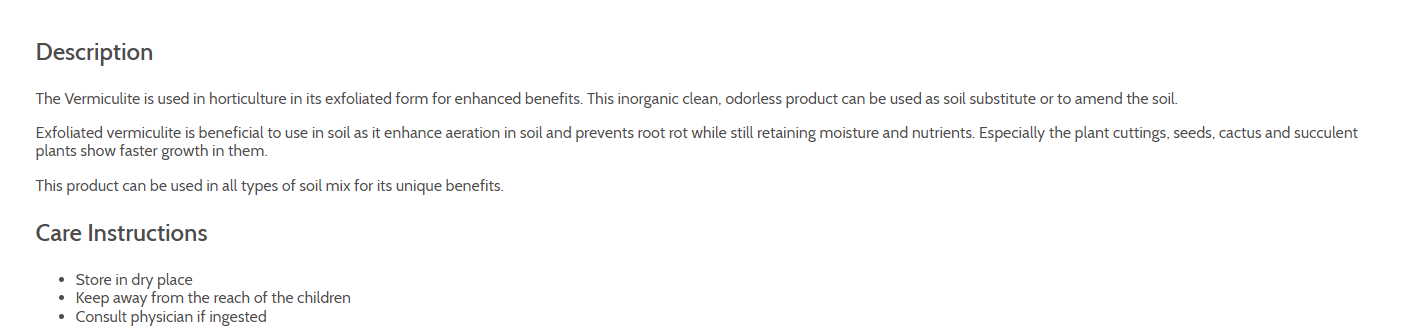 Description
The Vermiculite is used in horticulture in its exfoliated form for enhanced benefits. This inorganic clean, odorless product can be used as soil substitute or to amend the soil.
Exfoliated vermiculite is beneficial to use in soil as it enhance aeration in soil and prevents root rot while still retaining moisture and nutrients. Especially the plant cuttings, seeds, cactus and succulent
plants show faster growth in them.
This product can be used in all types of soil mix for its unique benefits.
Care Instructions
• Store in dry place
• Keep away from the reach of the children
• Consult physician if ingested